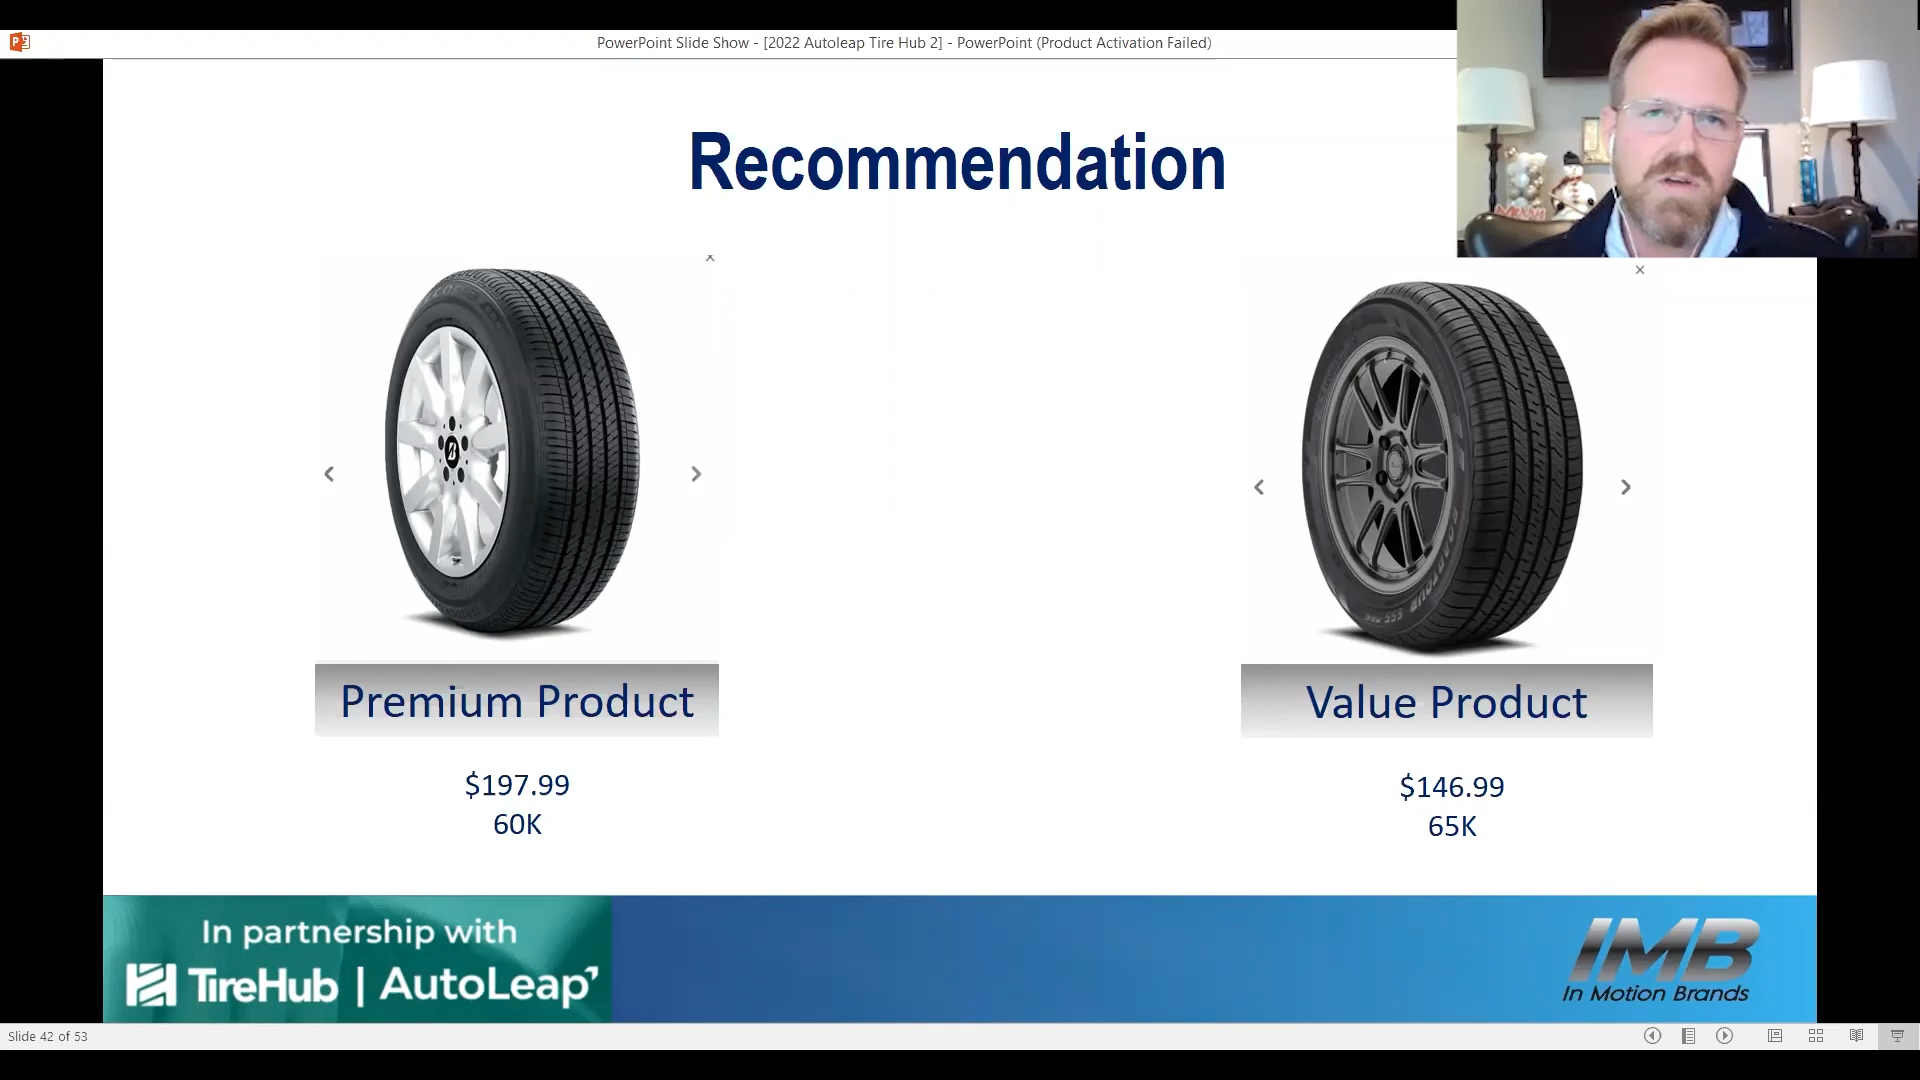 PowerPoint Slide Show - [2022 Autoleap Tire Hub 2] - PowerPoint (Product Activation Failed)
Recommendation
Premium Product
$197.99
60K
Value Product
$146.99
65K
In partnership with
TireHub | AutoLeap
IMB
In Motion Brands
Slide 42 of 53